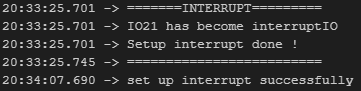 20:33:25.701 -> =======INTERRUPT=========
20:33:25.701 -> IO21 has become interruptIO
20:33:25.701 -> Setup interrupt done !
20:33:25.745 -> =========================
20:34:07.690 -> set up interrupt successfully